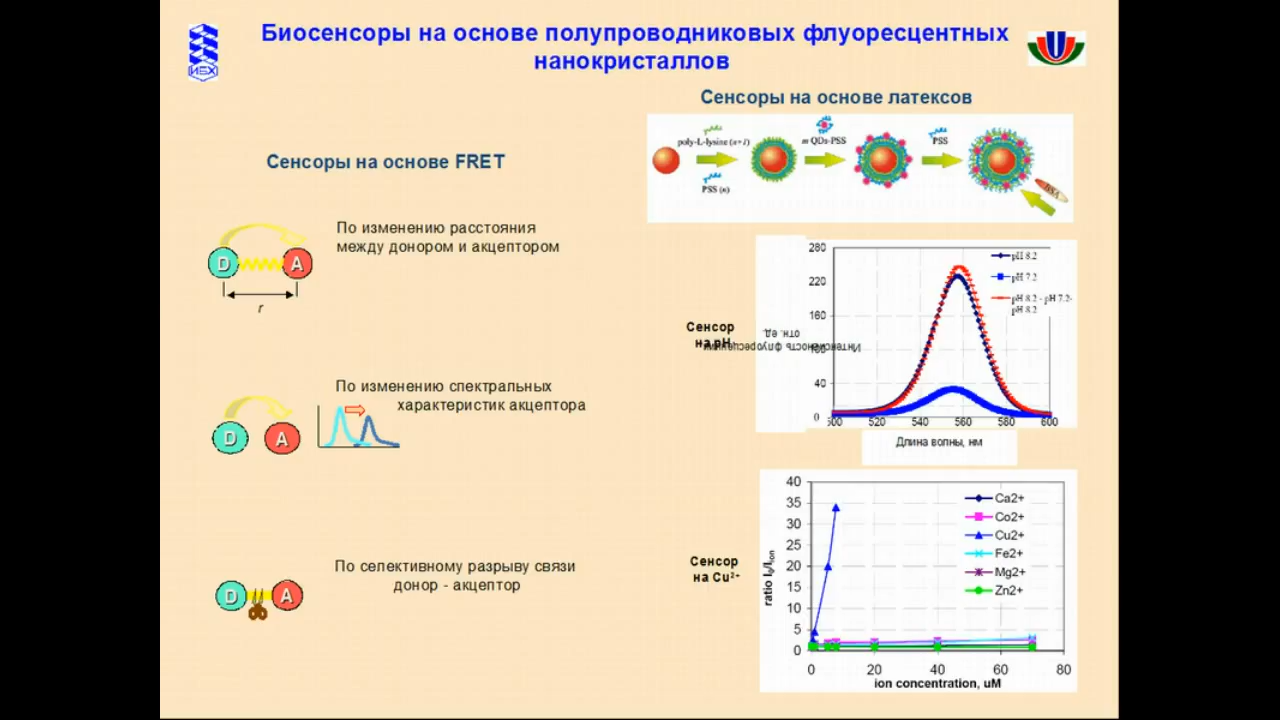 Биосенсоры на основе полупроводниковых флуоресцентных
нанокристаллов
ИБХ
Сенсоры на основе FRET
По изменению расстояния
между донором и акцептором
D
A
r
По изменению спектральных
характеристик акцептора
D
A
По селективному разрыву связи
донор - акцептор
D
A
Сенсоры на основе латексов
poly-L-lysine (n+1)
PSS (n)
m QDs-PSS
PSS
BSA
Сенсор
на pH
Интенсивность флуоресценции,
отн. ед.
280
220
160
40
0
500 520 540 560 580 600
Длина волны, нм
pH 8.2
pH 7.2
pH 8.2 - pH 7.2-
pH 8.2
Сенсор
на Cu²⁺
ratio I₀/Iion
40
35
30
25
20
15
10
5
0
0 20 40 60 80
ion concentration, uM
Ca2+
Co2+
Cu2+
Fe2+
Mg2+
Zn2+